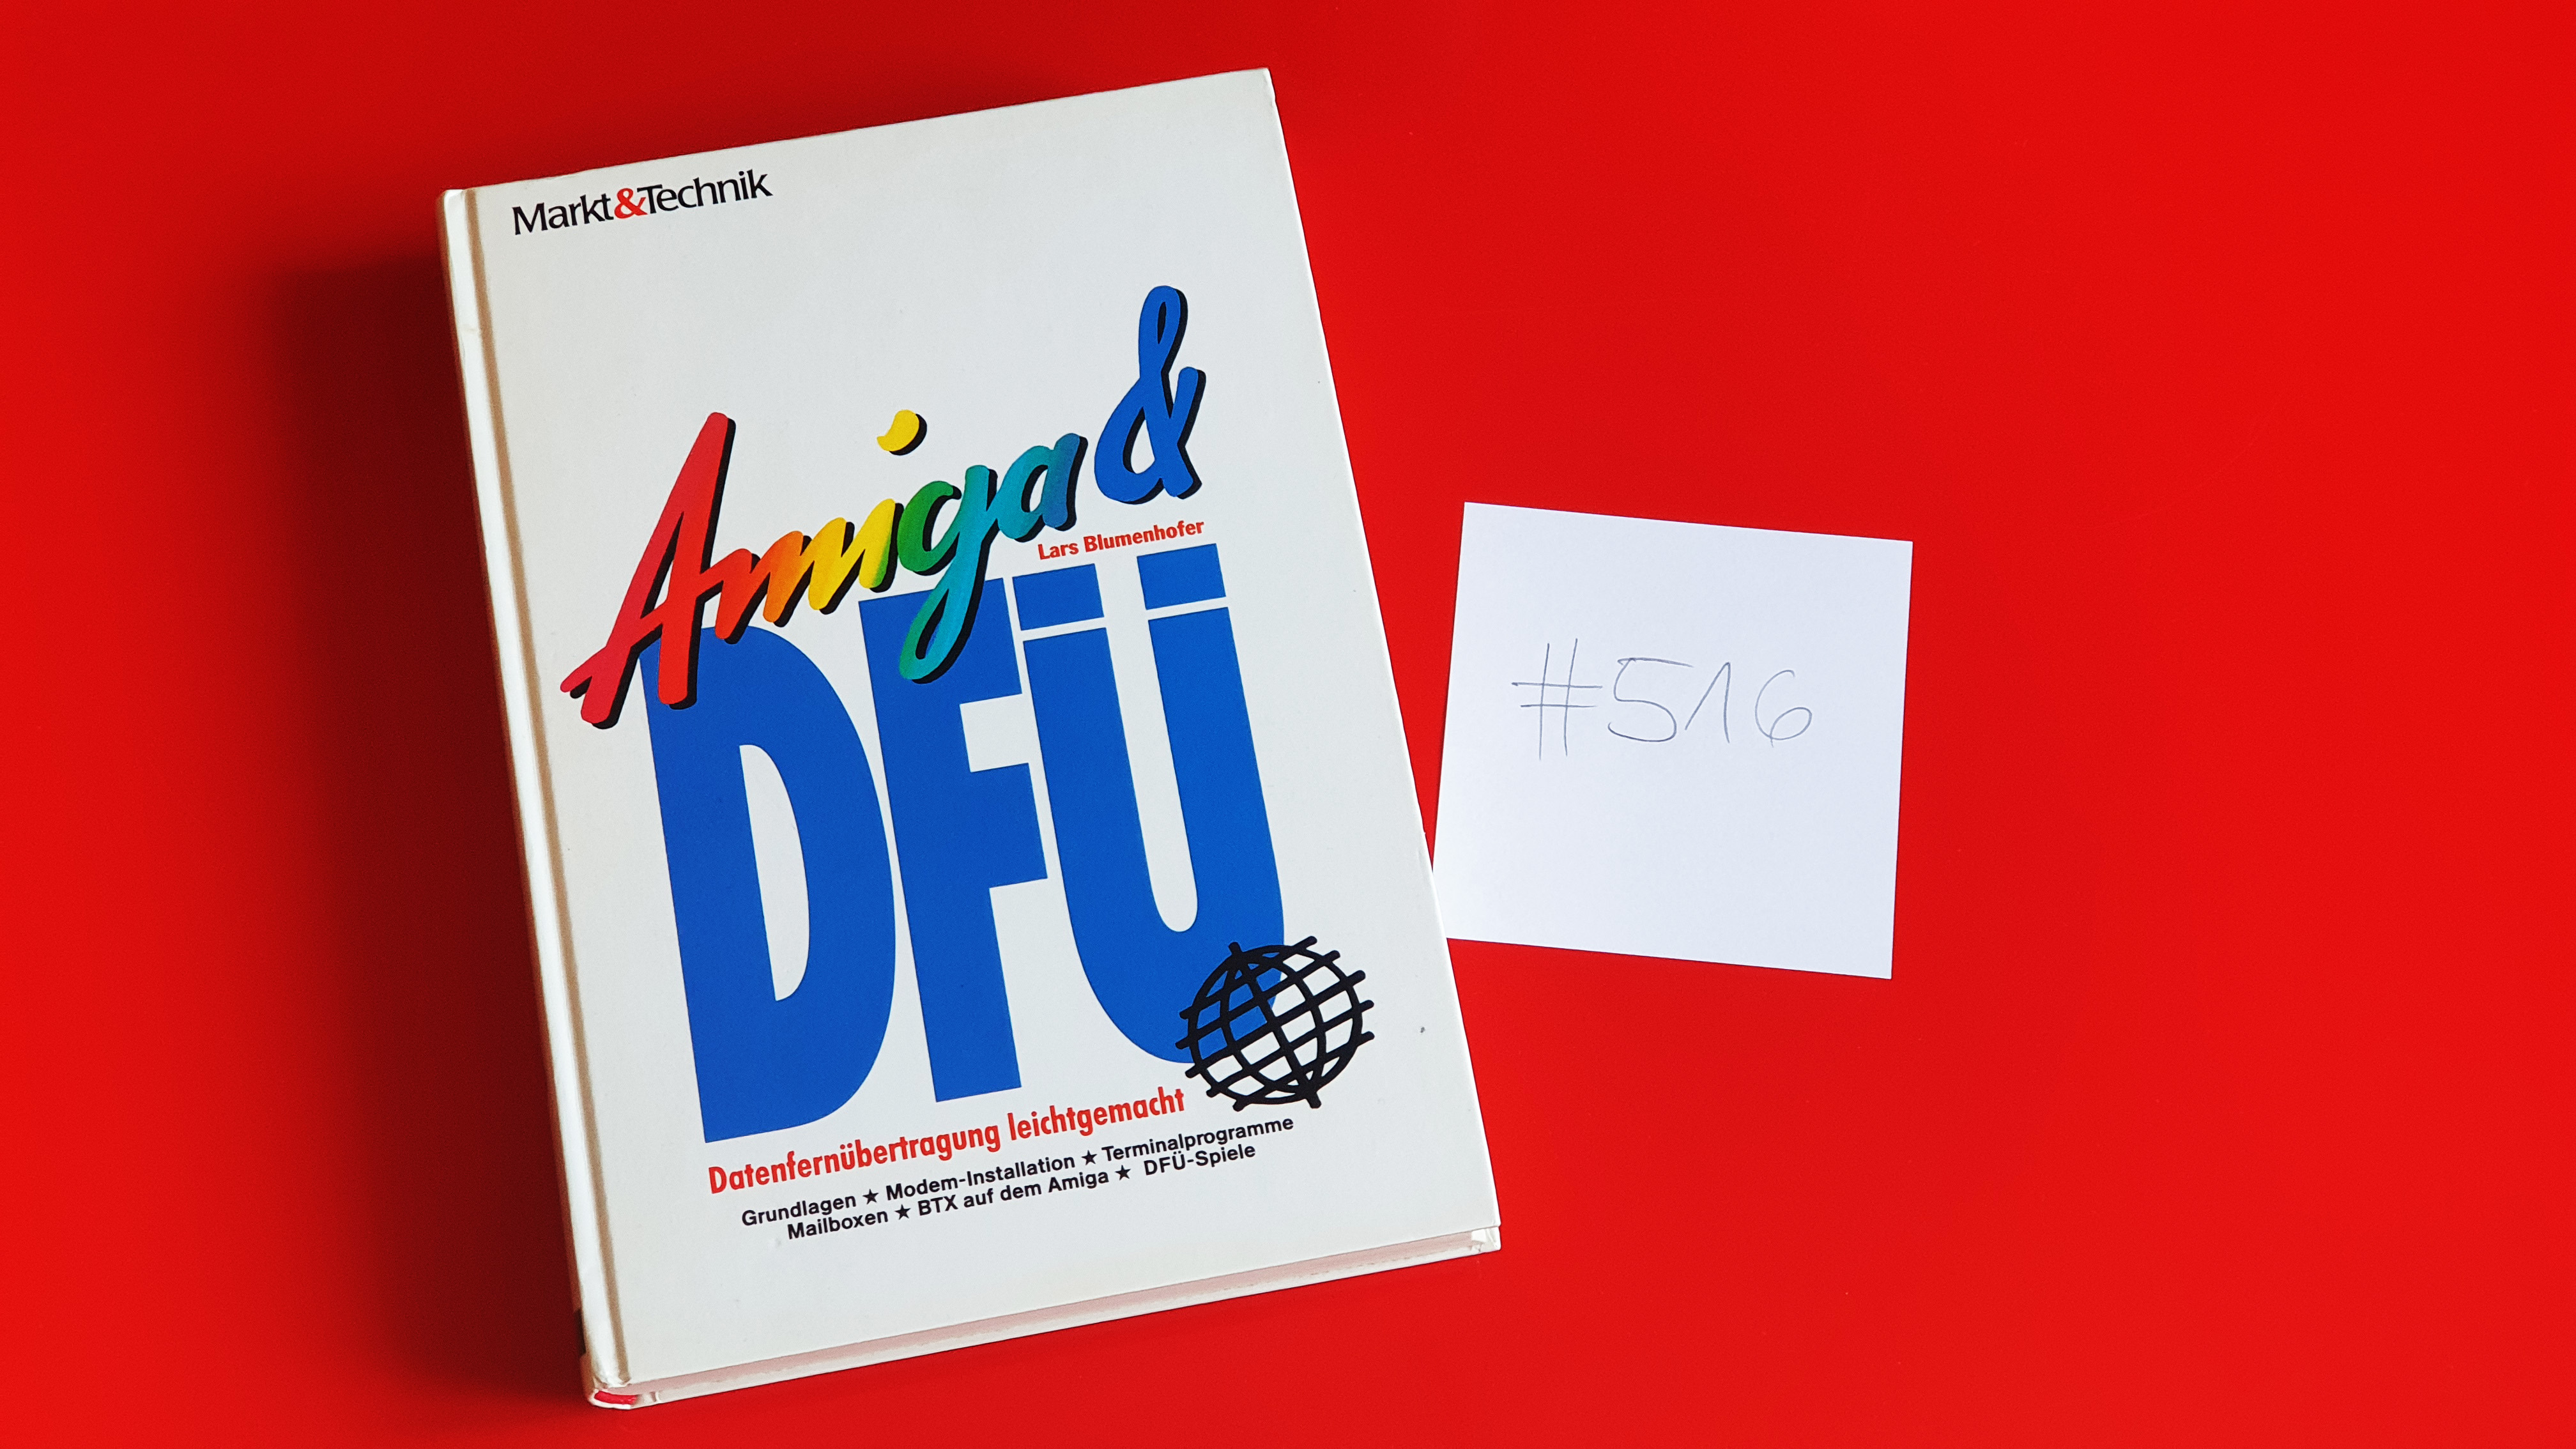 Markt&Technik
Amiga &
Lars Blumenhofer
DFÜ
Datenfernübertragung leichtgemacht
Grundlagen ★ Modem-Installation ★ Terminalprogramme
Mailboxen ★ BTX auf dem Amiga ★ DFÜ-Spiele
#516